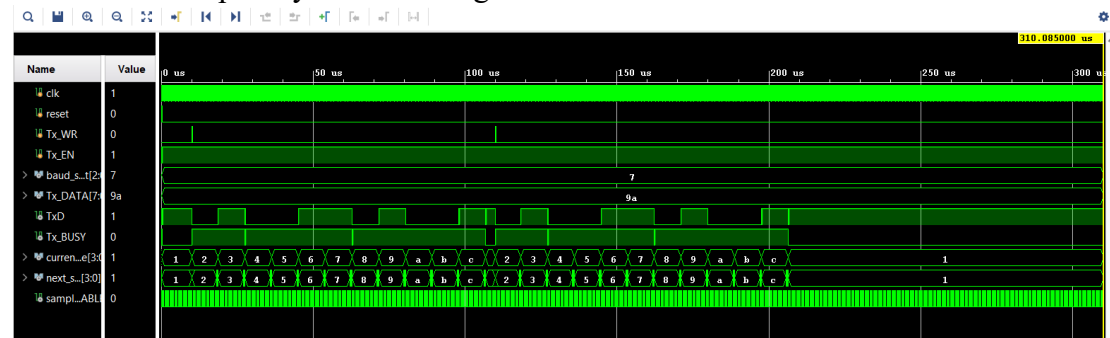 310.085000 us
Name Value
0 us 50 us 100 us 150 us 200 us 250 us 300 u
clk 1
reset 0
Tx_WR 0
Tx_EN 1
baud_s...t[2:0 7 7
Tx_DATA[7:0 9a 9a
TxD 1
Tx_BUSY 0
curren...e[3:0 1 1 2 3 4 5 6 7 8 9 a b c 2 3 4 5 6 7 8 9 a b c 1
next_s...[3:0] 1 1 2 3 4 5 6 7 8 9 a b c 2 3 4 5 6 7 8 9 a b c 1
sampl...ABLI 0